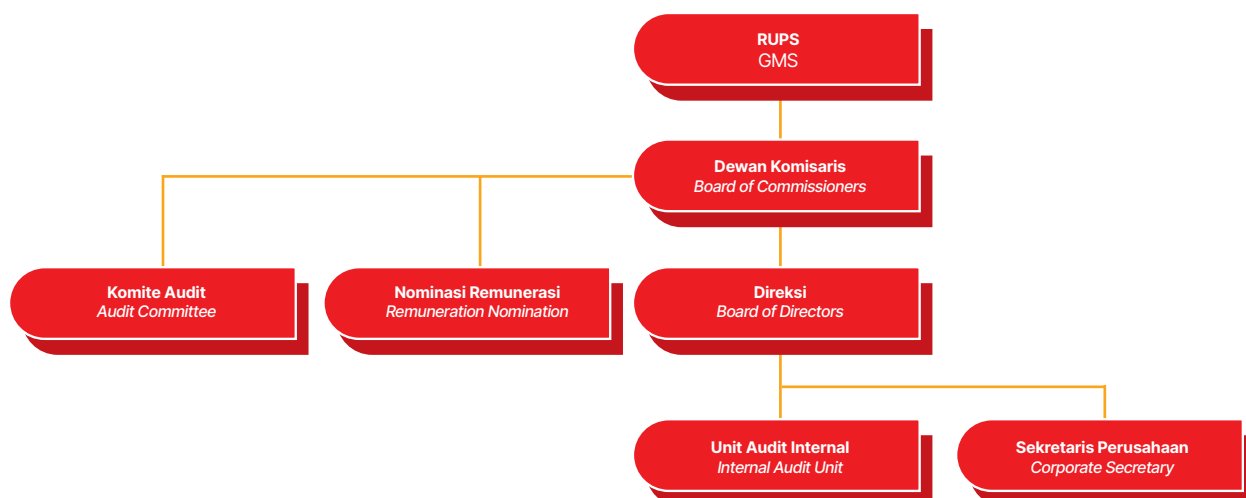 RUPS
GMS
Dewan Komisaris
Board of Commissioners
Komite Audit
Audit Committee
Nominasi Remunerasi
Remuneration Nomination
Direksi
Board of Directors
Unit Audit Internal
Internal Audit Unit
Sekretaris Perusahaan
Corporate Secretary